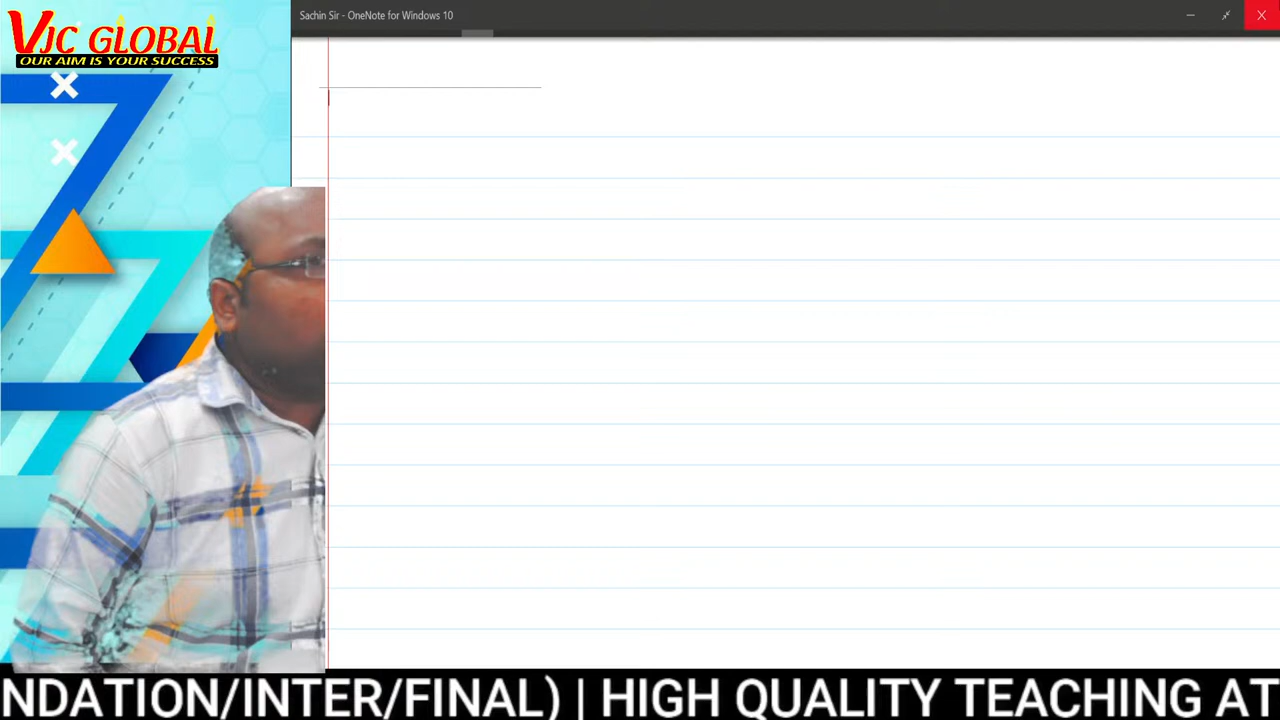 VJC GLOBAL
OUR AIM IS YOUR SUCCESS
Sachin Sir - OneNote for Windows 10
NDATION/INTER/FINAL) | HIGH QUALITY TEACHING AT